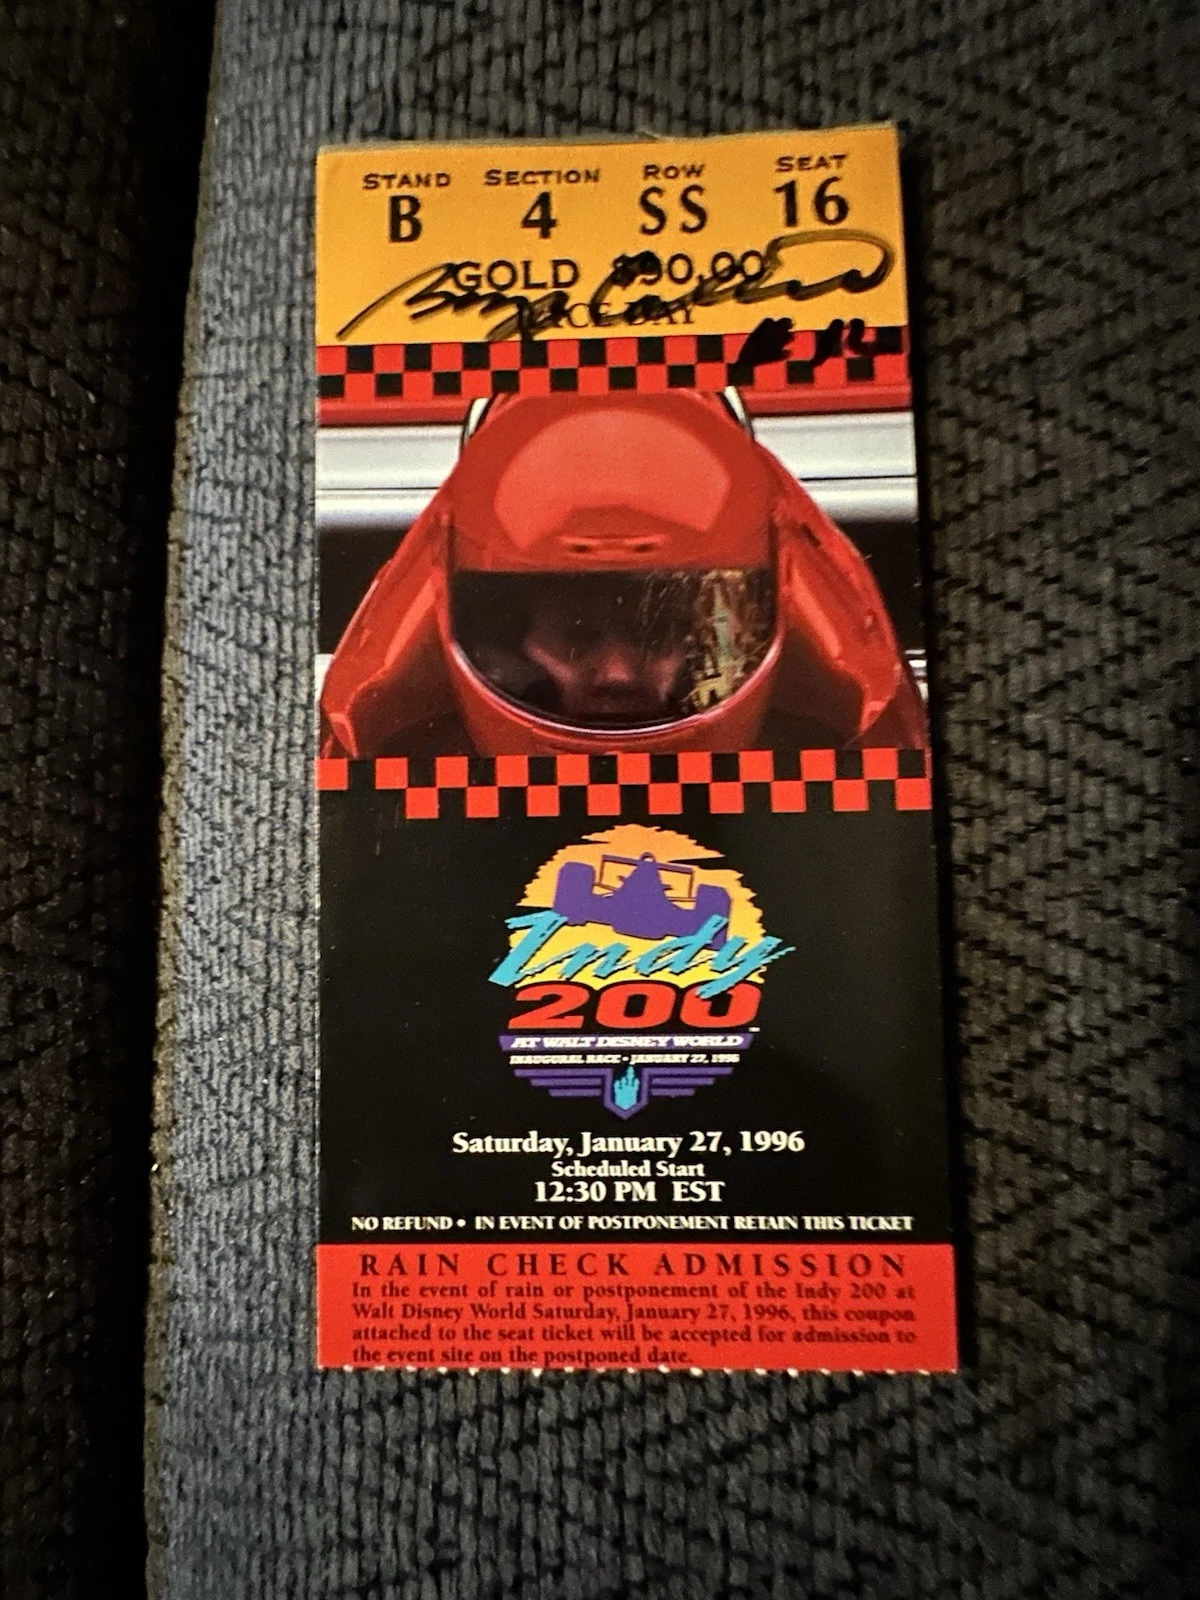 STAND SECTION ROW SEAT
B 4 SS 16
GOLD $90.00
RACE DAY
# 12
Indy
200
AT WALT DISNEY WORLD
INAUGURAL RACE • JANUARY 27, 1996
Saturday, January 27, 1996
Scheduled Start
12:30 PM EST
NO REFUND • IN EVENT OF POSTPONEMENT RETAIN THIS TICKET
RAIN CHECK ADMISSION
In the event of rain or postponement of the Indy 200 at
Walt Disney World Saturday, January 27, 1996, this coupon
attached to the seat ticket will be accepted for admission to
the event site on the postponed date.